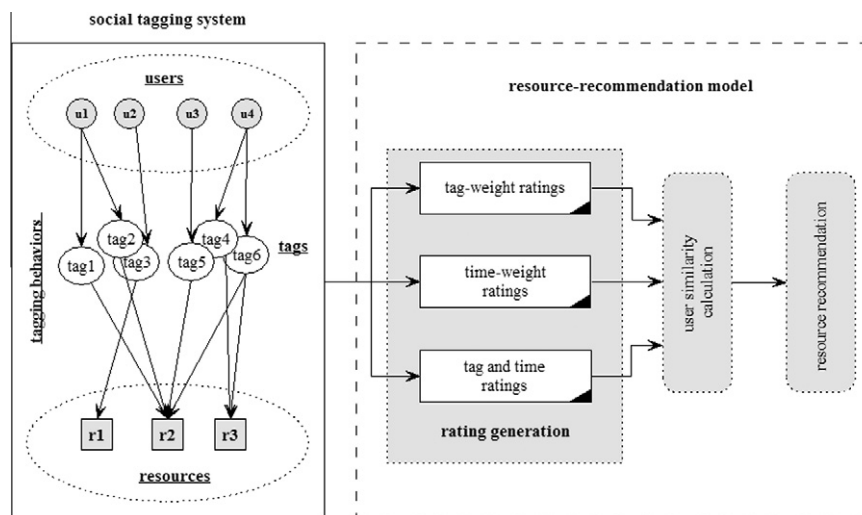 social tagging system
users
u1 u2 u3 u4
tagging behaviors
tag1
tag2
tag3
tag4
tag5
tag6
tags
r1 r2 r3
resources
resource-recommendation model
tag-weight ratings
time-weight
ratings
tag and time
ratings
rating generation
user similarity
calculation
resource recommendation